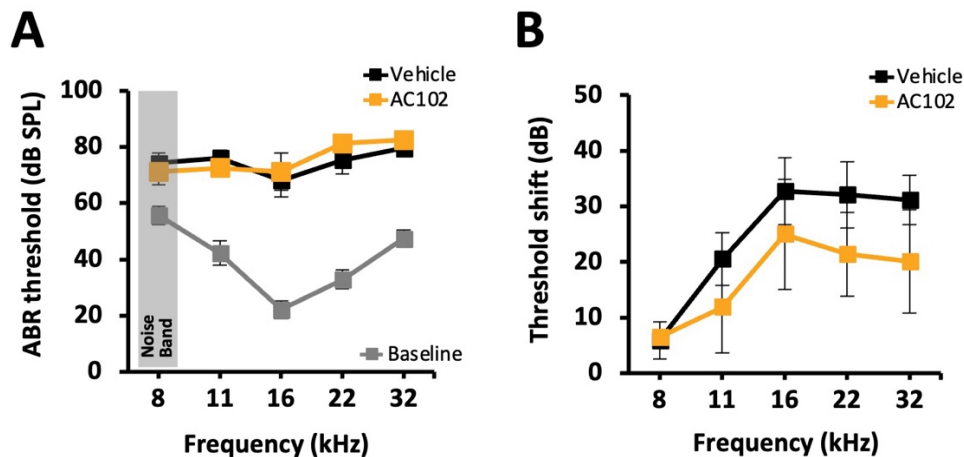 A
Vehicle
AC102
100
80
60
40
20
0
ABR threshold (dB SPL)
Noise
Band
Baseline
8 11 16 22 32
Frequency (kHz)
B
Vehicle
AC102
50
40
30
20
10
0
Threshold shift (dB)
8 11 16 22 32
Frequency (kHz)